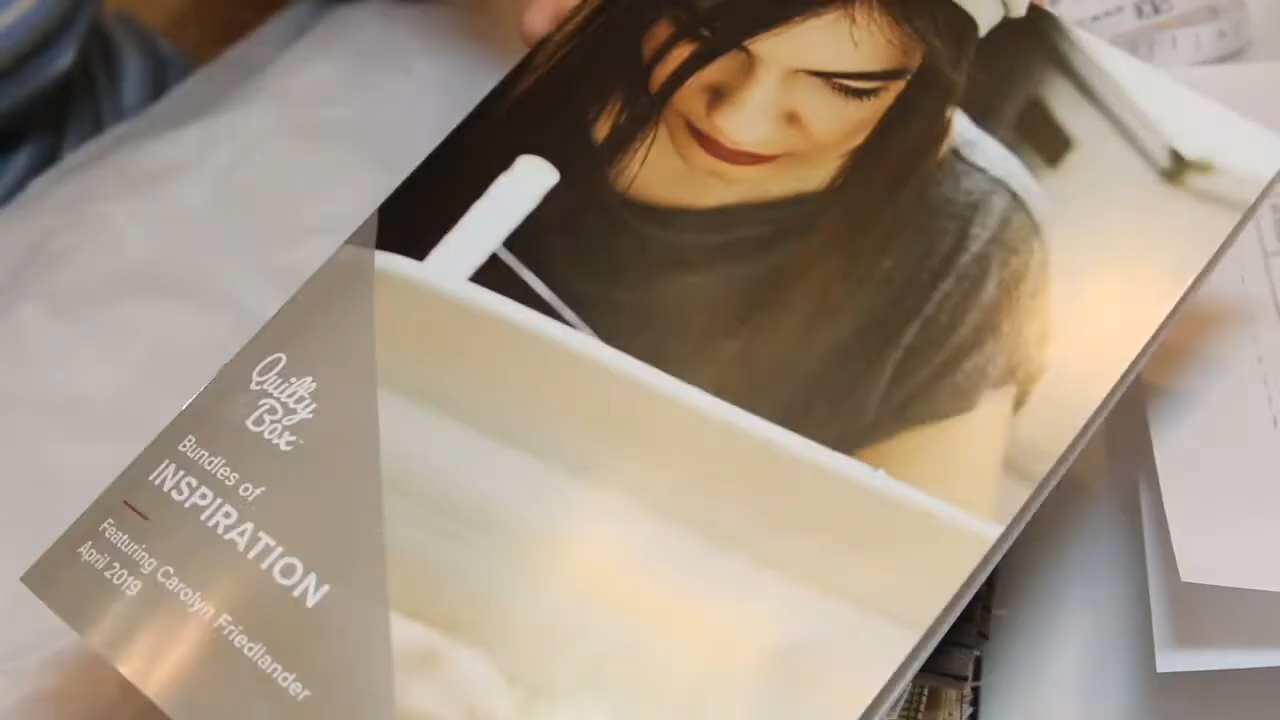 Quilty
Box
Bundles of
INSPIRATION
Featuring Carolyn Friedlander
April 2019